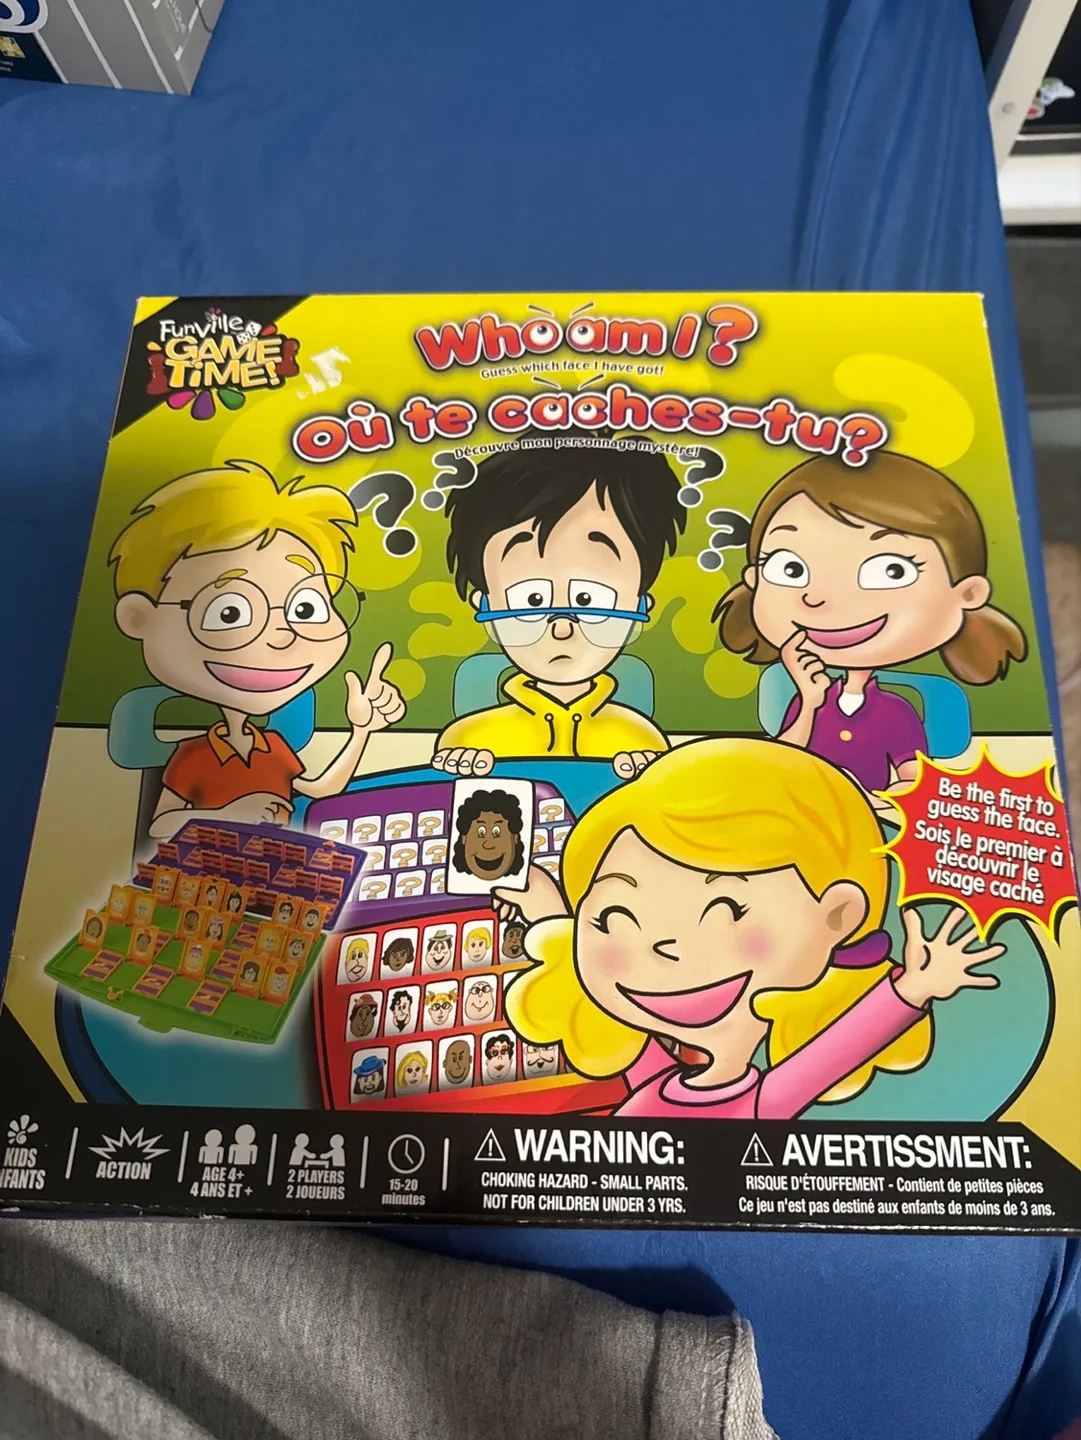 Funville
GAME
TiME!
Who am I?
Guess which face I have got!
Où te caches-tu?
Découvre mon personnage mystère!
Be the first to
guess the face.
Sois le premier à
découvrir le
visage caché
KIDS
NFANTS
ACTION
AGE 4+
4 ANS ET +
2 PLAYERS
2 JOUEURS
15-20
minutes
WARNING:
CHOKING HAZARD - SMALL PARTS.
NOT FOR CHILDREN UNDER 3 YRS.
AVERTISSMENT:
RISQUE D'ÉTOUFFEMENT - Contient de petites pièces
Ce jeu n'est pas destiné aux enfants de moins de 3 ans.